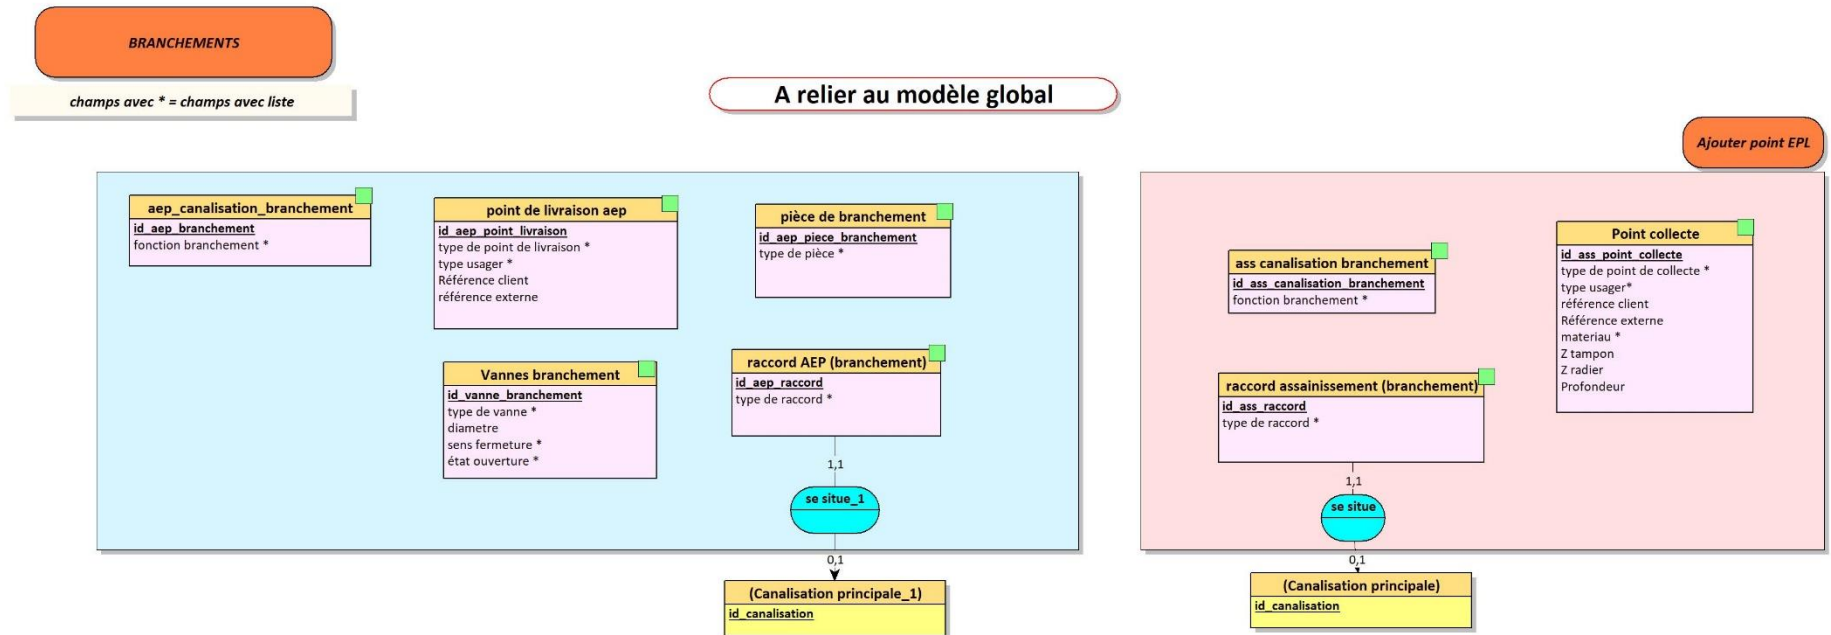 BRANCHEMENTS
champs avec * = champs avec liste
A relier au modèle global
Ajouter point EPL
aep_canalisation_branchement
id_aep_branchement
fonction branchement *
point de livraison aep
id_aep_point_livraison
type de point de livraison *
type usager *
Référence client
référence externe
pièce de branchement
id_aep_piece_branchement
type de pièce *
Vannes branchement
id_vanne_branchement
type de vanne *
diametre
sens fermeture *
état ouverture *
raccord AEP (branchement)
id_aep_raccord
type de raccord *
1,1
se situe_1
0,1
(Canalisation principale_1)
id_canalisation
ass canalisation branchement
id_ass_canalisation_branchement
fonction branchement *
Point collecte
id_ass_point_collecte
type de point de collecte *
type usager*
référence client
Référence externe
materiau *
Z tampon
Z radier
Profondeur
raccord assainissement (branchement)
id_ass_raccord
type de raccord *
1,1
se situe
0,1
(Canalisation principale)
id_canalisation